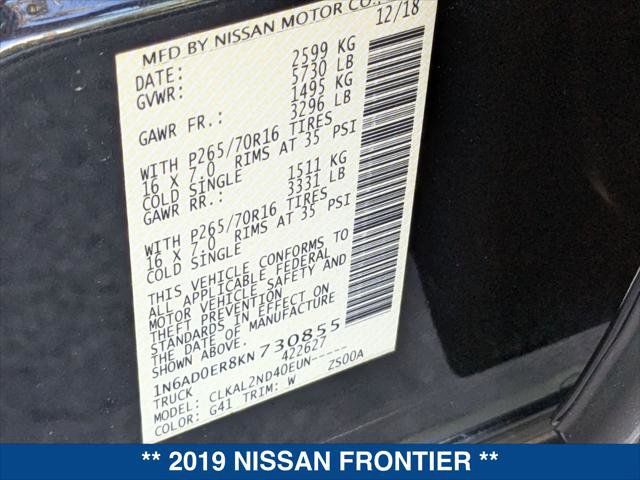 MFD BY NISSAN MOTOR CO.
DATE: 12/18
GVWR: 2599 KG
5730 LB
GAWR FR.: 1495 KG
3296 LB
WITH P265/70R16 TIRES
16 X 7.0 RIMS AT 35 PSI
COLD SINGLE
GAWR RR.: 1511 KG
3331 LB
WITH P265/70R16 TIRES
16 X 7.0 RIMS AT 35 PSI
COLD SINGLE
THIS VEHICLE CONFORMS TO
ALL APPLICABLE FEDERAL
MOTOR VEHICLE SAFETY AND
THEFT PREVENTION
THE DATE OF MANUFACTURE
SHOWN ABOVE.
1N6AD0ER8KN730855
TRUCK 422627
MODEL: CLKAL2ND40EUN-----
COLOR: G41 TRIM: W Z500A
** 2019 NISSAN FRONTIER **